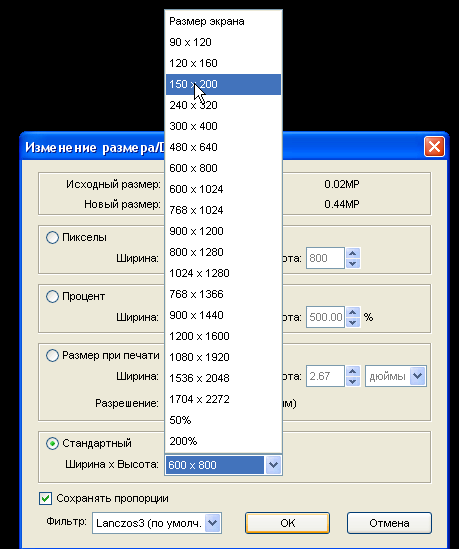 Размер экрана
90 x 120
120 x 160
150 x 200
240 x 320
300 x 400
480 x 640
600 x 800
600 x 1024
768 x 1024
900 x 1200
800 x 1280
1024 x 1280
768 x 1366
900 x 1440
1200 x 1600
1080 x 1920
1536 x 2048
1704 x 2272
50%
200%
Изменение размера/
Исходный размер: 0.02MP
Новый размер: 0.44MP
Пикселы
Ширина: ота: 800
Процент
Ширина: ота: 500.00 %
Размер при печати
Ширина: ота: 2.67 дюймы
Разрешение: м)
Стандартный
Ширина x Высота: 600 x 800
Сохранять пропорции
Фильтр: Lanczos3 (по умолч. OK Отмена